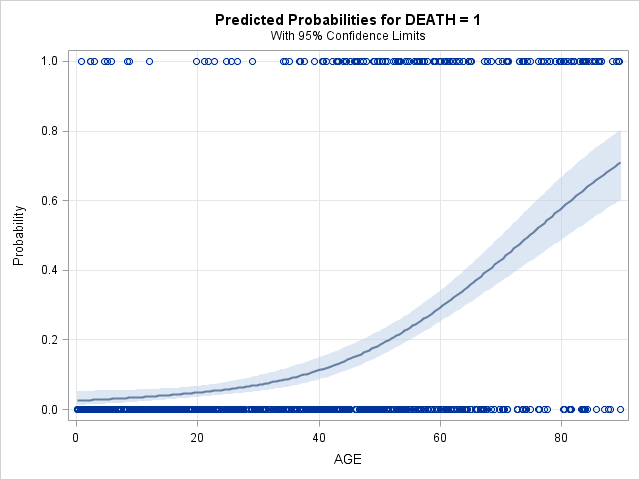 Predicted Probabilities for DEATH = 1
With 95% Confidence Limits
1.0
0.8
0.6
0.4
0.2
0.0
Probability
0 20 40 60 80
AGE